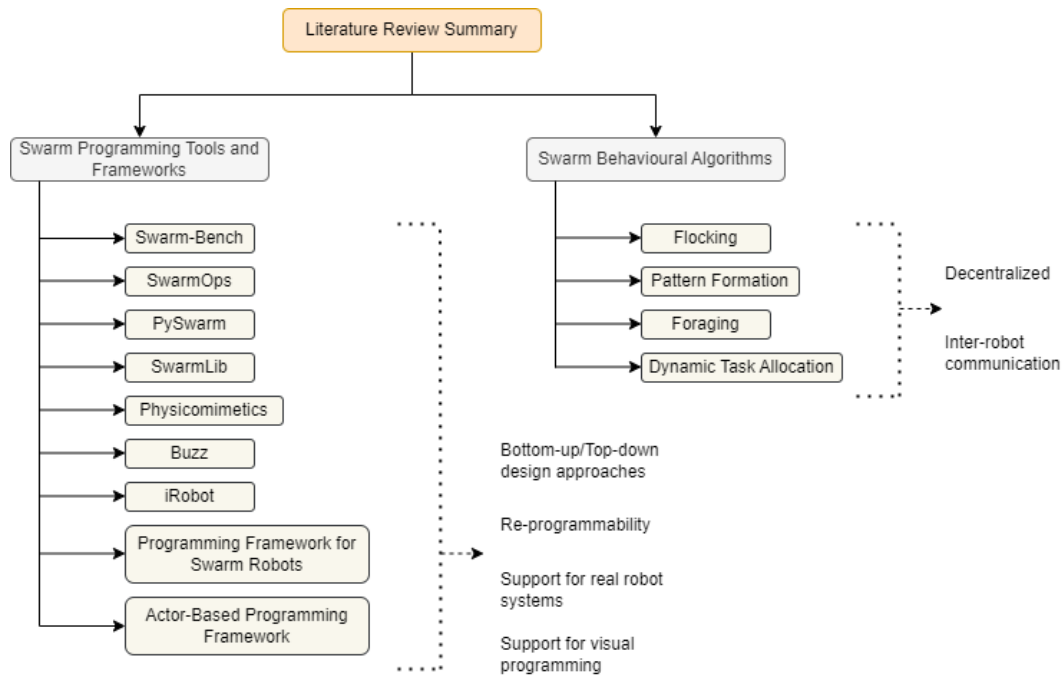 Literature Review Summary
Swarm Programming Tools and
Frameworks
Swarm-Bench
SwarmOps
PySwarm
SwarmLib
Physicomimetics
Buzz
iRobot
Programming Framework for
Swarm Robots
Actor-Based Programming
Framework
Bottom-up/Top-down
design approaches
Re-programmability
Support for real robot
systems
Support for visual
programming
Swarm Behavioural Algorithms
Flocking
Pattern Formation
Foraging
Dynamic Task Allocation
Decentralized
Inter-robot
communication